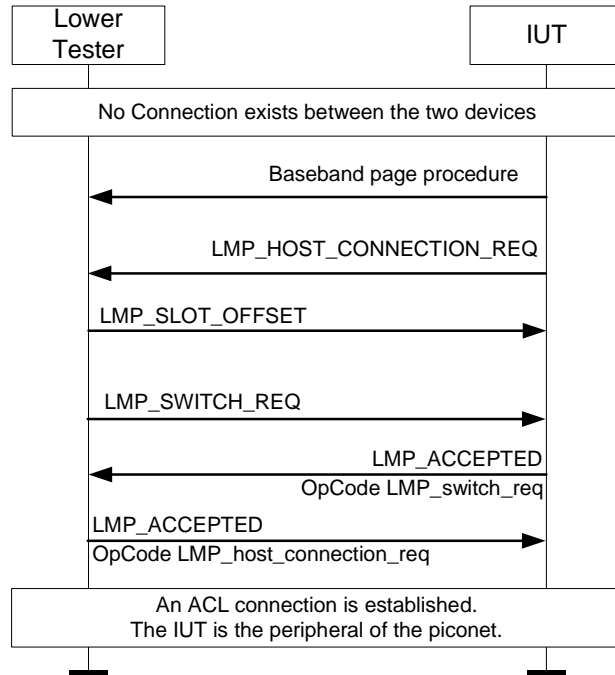 Lower
Tester
IUT
No Connection exists between the two devices
Baseband page procedure
LMP_HOST_CONNECTION_REQ
LMP_SLOT_OFFSET
LMP_SWITCH_REQ
LMP_ACCEPTED
OpCode LMP_switch_req
LMP_ACCEPTED
OpCode LMP_host_connection_req
An ACL connection is established.
The IUT is the peripheral of the piconet.